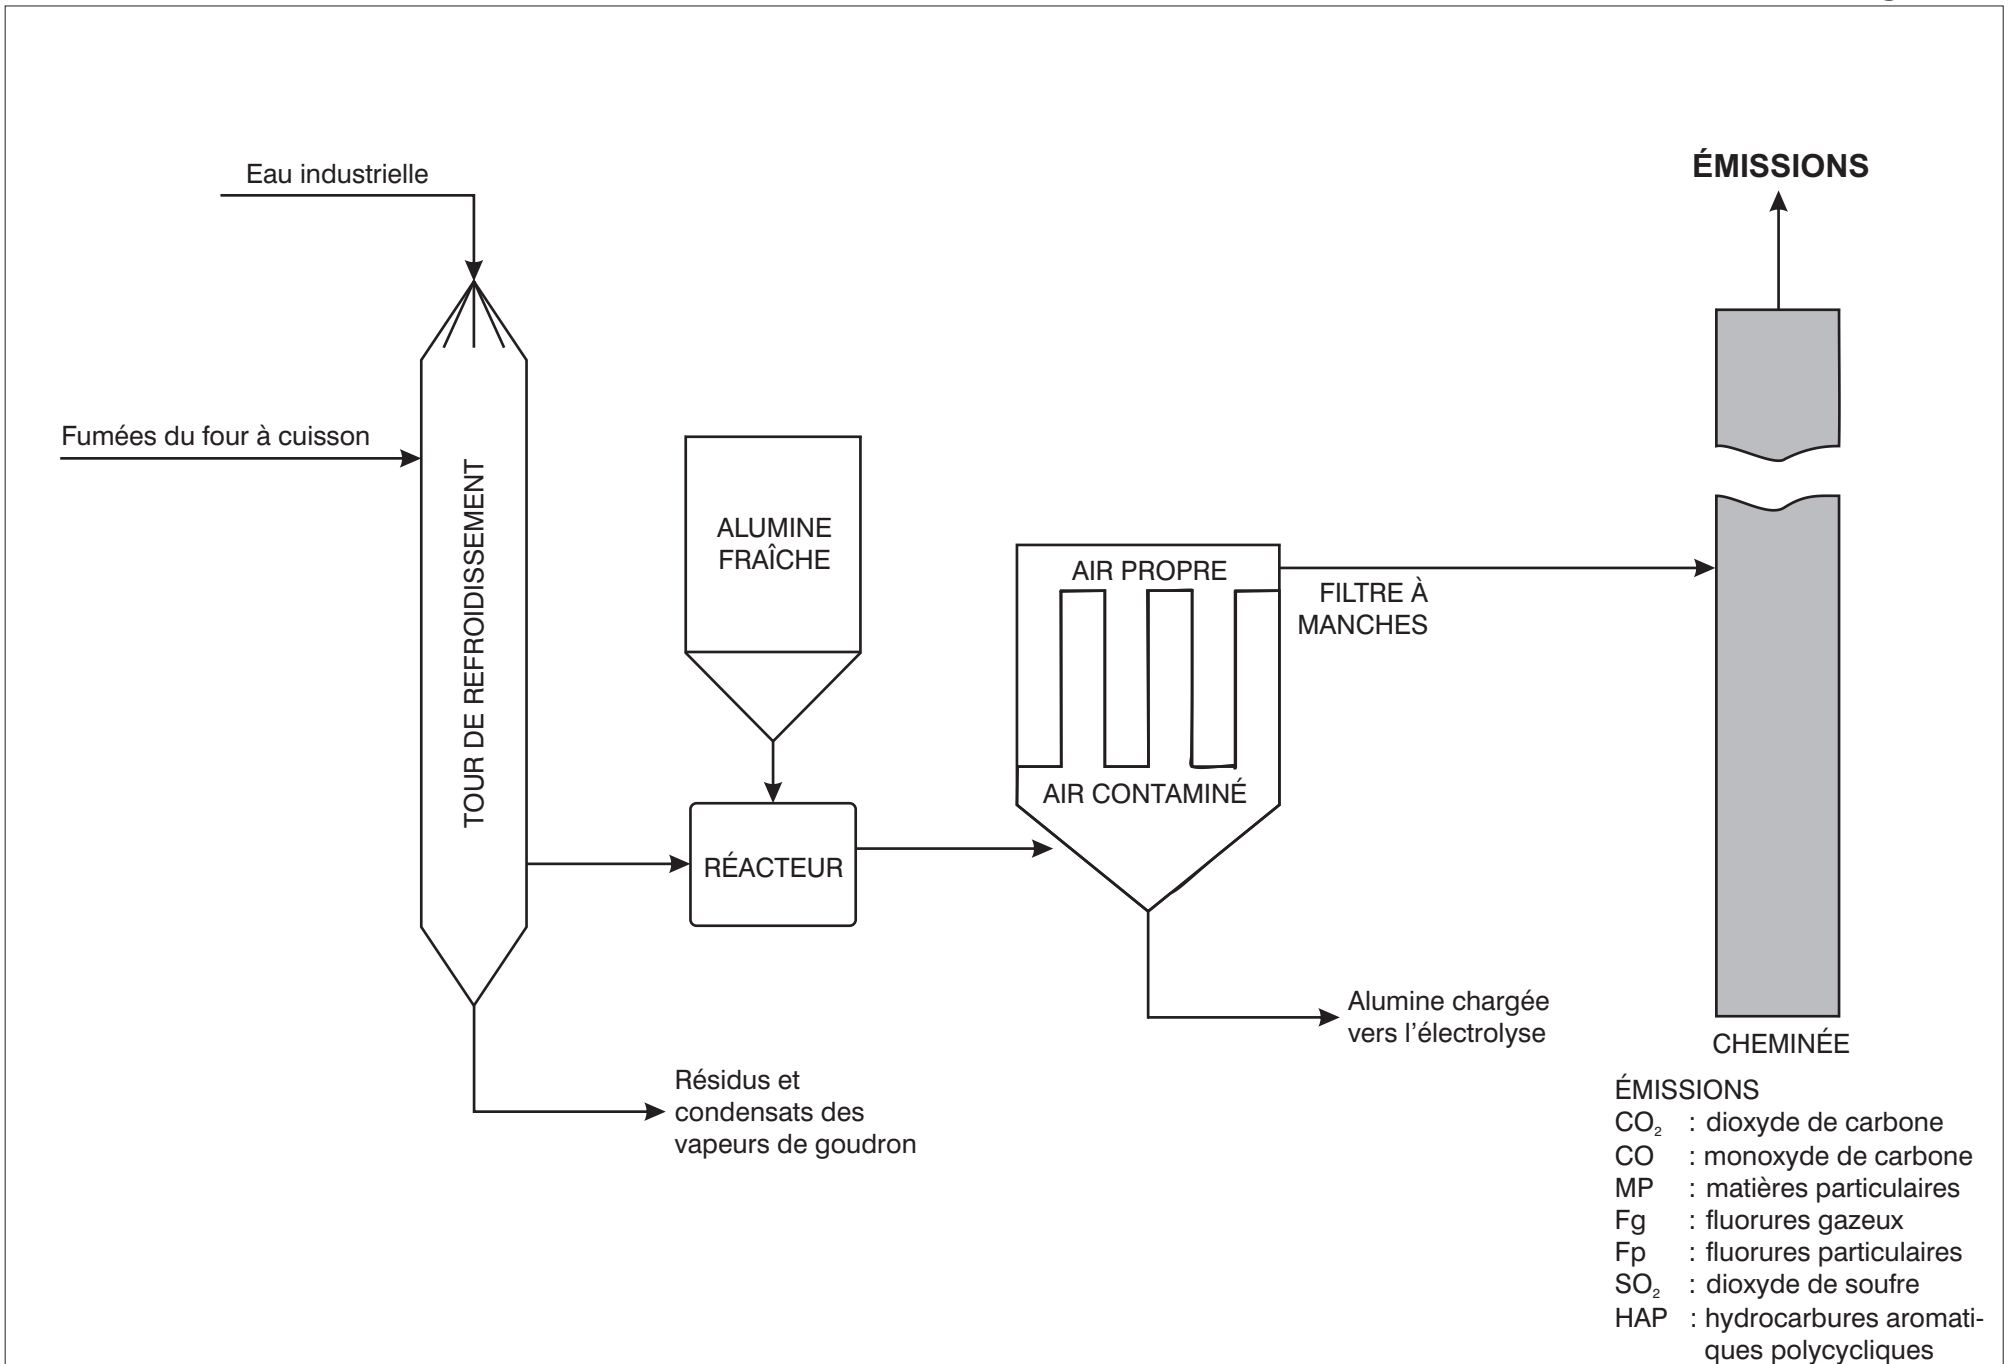 Eau industrielle
ÉMISSIONS
Fumées du four à cuisson
TOUR DE REFROIDISSEMENT
ALUMINE
FRAÎCHE
RÉACTEUR
AIR PROPRE
AIR CONTAMINÉ
FILTRE À
MANCHES
Alumine chargée
vers l'électrolyse
Résidus et
condensats des
vapeurs de goudron
CHEMINÉE
ÉMISSIONS
CO₂ : dioxyde de carbone
CO : monoxyde de carbone
MP : matières particulaires
Fg : fluorures gazeux
Fp : fluorures particulaires
SO₂ : dioxyde de soufre
HAP : hydrocarbures aromati-
ques polycycliques